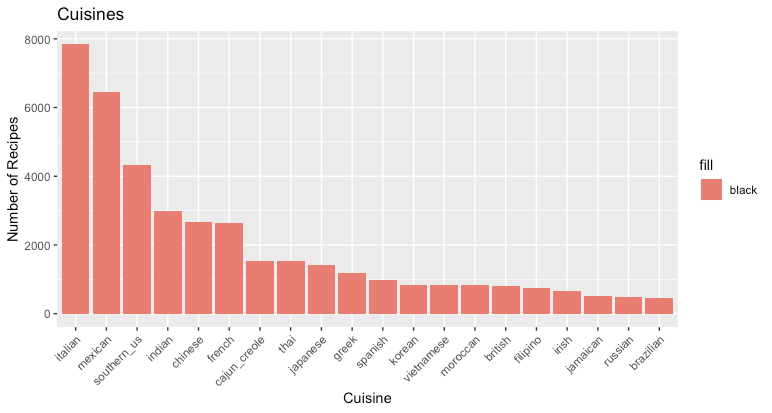 Cuisines
Number of Recipes
8000
6000
4000
2000
0
italian
mexican
southern_us
indian
chinese
french
cajun_creole
thai
japanese
greek
spanish
korean
vietnamese
moroccan
british
filipino
irish
jamaican
russian
brazilian
Cuisine
fill
black